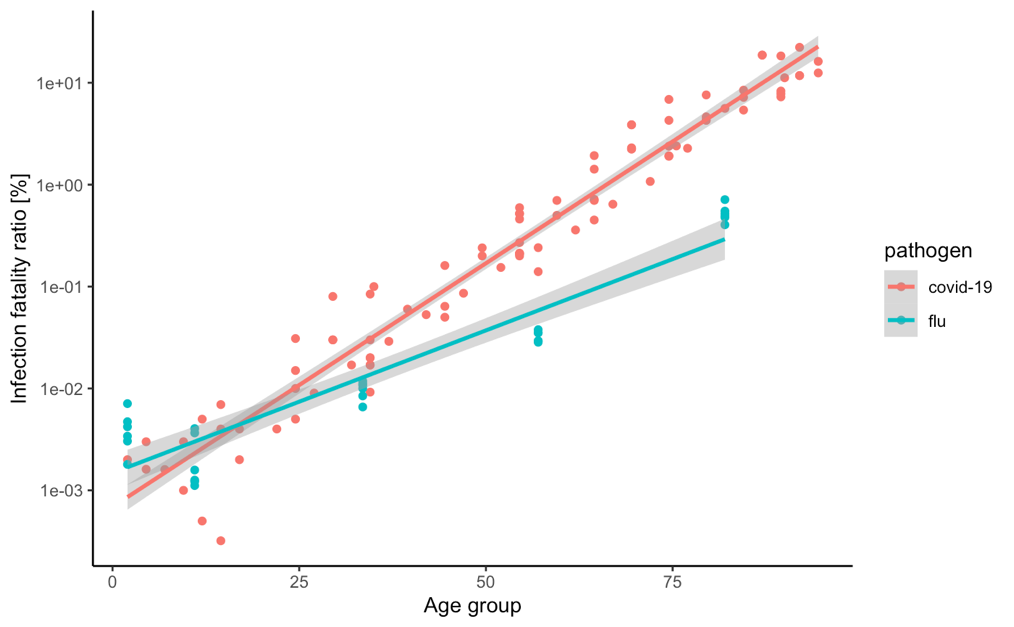 Infection fatality ratio [%]
1e+01
1e+00
1e-01
1e-02
1e-03
0 25 50 75
Age group
pathogen
covid-19
flu